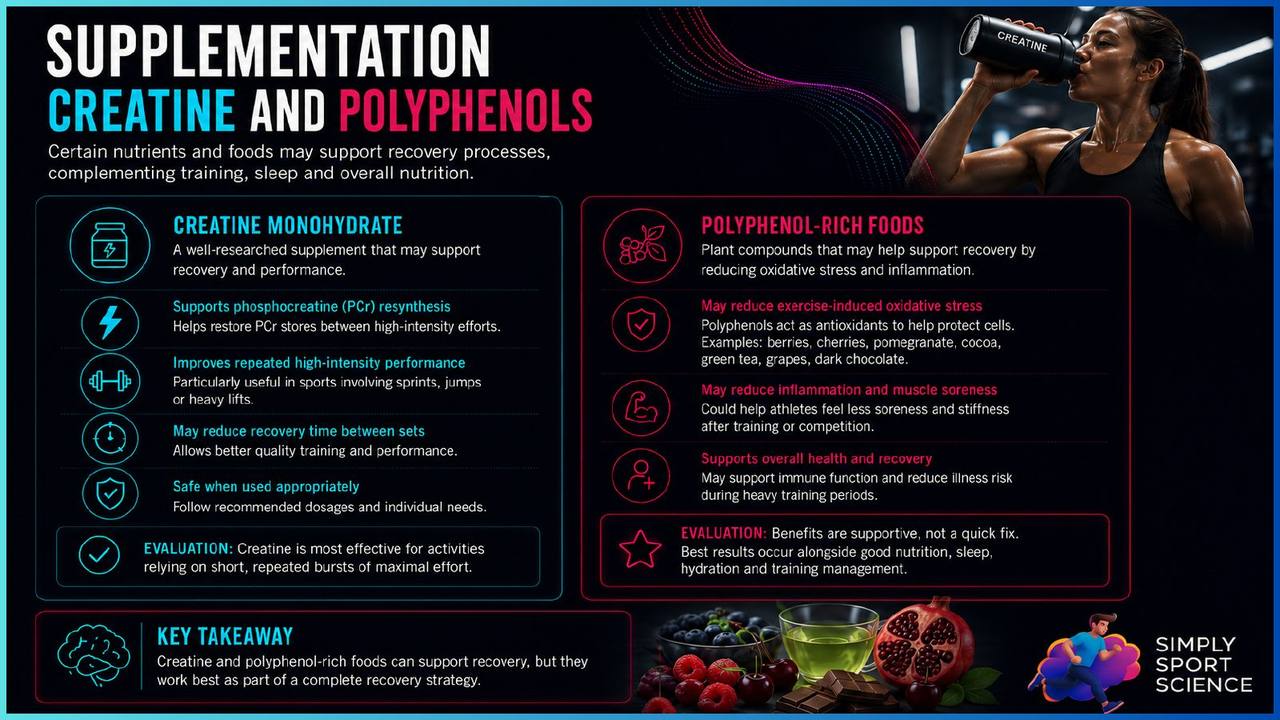 SUPPLEMENTATION
CREATINE AND POLYPHENOLS
Certain nutrients and foods may support recovery processes,
complementing training, sleep and overall nutrition.
CREATINE
CREATINE MONOHYDRATE
A well-researched supplement that may support
recovery and performance.
Supports phosphocreatine (PCr) resynthesis
Helps restore PCr stores between high-intensity efforts.
Improves repeated high-intensity performance
Particularly useful in sports involving sprints, jumps
or heavy lifts.
May reduce recovery time between sets
Allows better quality training and performance.
Safe when used appropriately
Follow recommended dosages and individual needs.
EVALUATION: Creatine is most effective for activities
relying on short, repeated bursts of maximal effort.
POLYPHENOL-RICH FOODS
Plant compounds that may help support recovery by
reducing oxidative stress and inflammation.
May reduce exercise-induced oxidative stress
Polyphenols act as antioxidants to help protect cells.
Examples: berries, cherries, pomegranate, cocoa,
green tea, grapes, dark chocolate.
May reduce inflammation and muscle soreness
Could help athletes feel less soreness and stiffness
after training or competition.
Supports overall health and recovery
May support immune function and reduce illness risk
during heavy training periods.
EVALUATION: Benefits are supportive, not a quick fix.
Best results occur alongside good nutrition, sleep,
hydration and training management.
KEY TAKEAWAY
Creatine and polyphenol-rich foods can support recovery, but they
work best as part of a complete recovery strategy.
SIMPLY
SPORT
SCIENCE